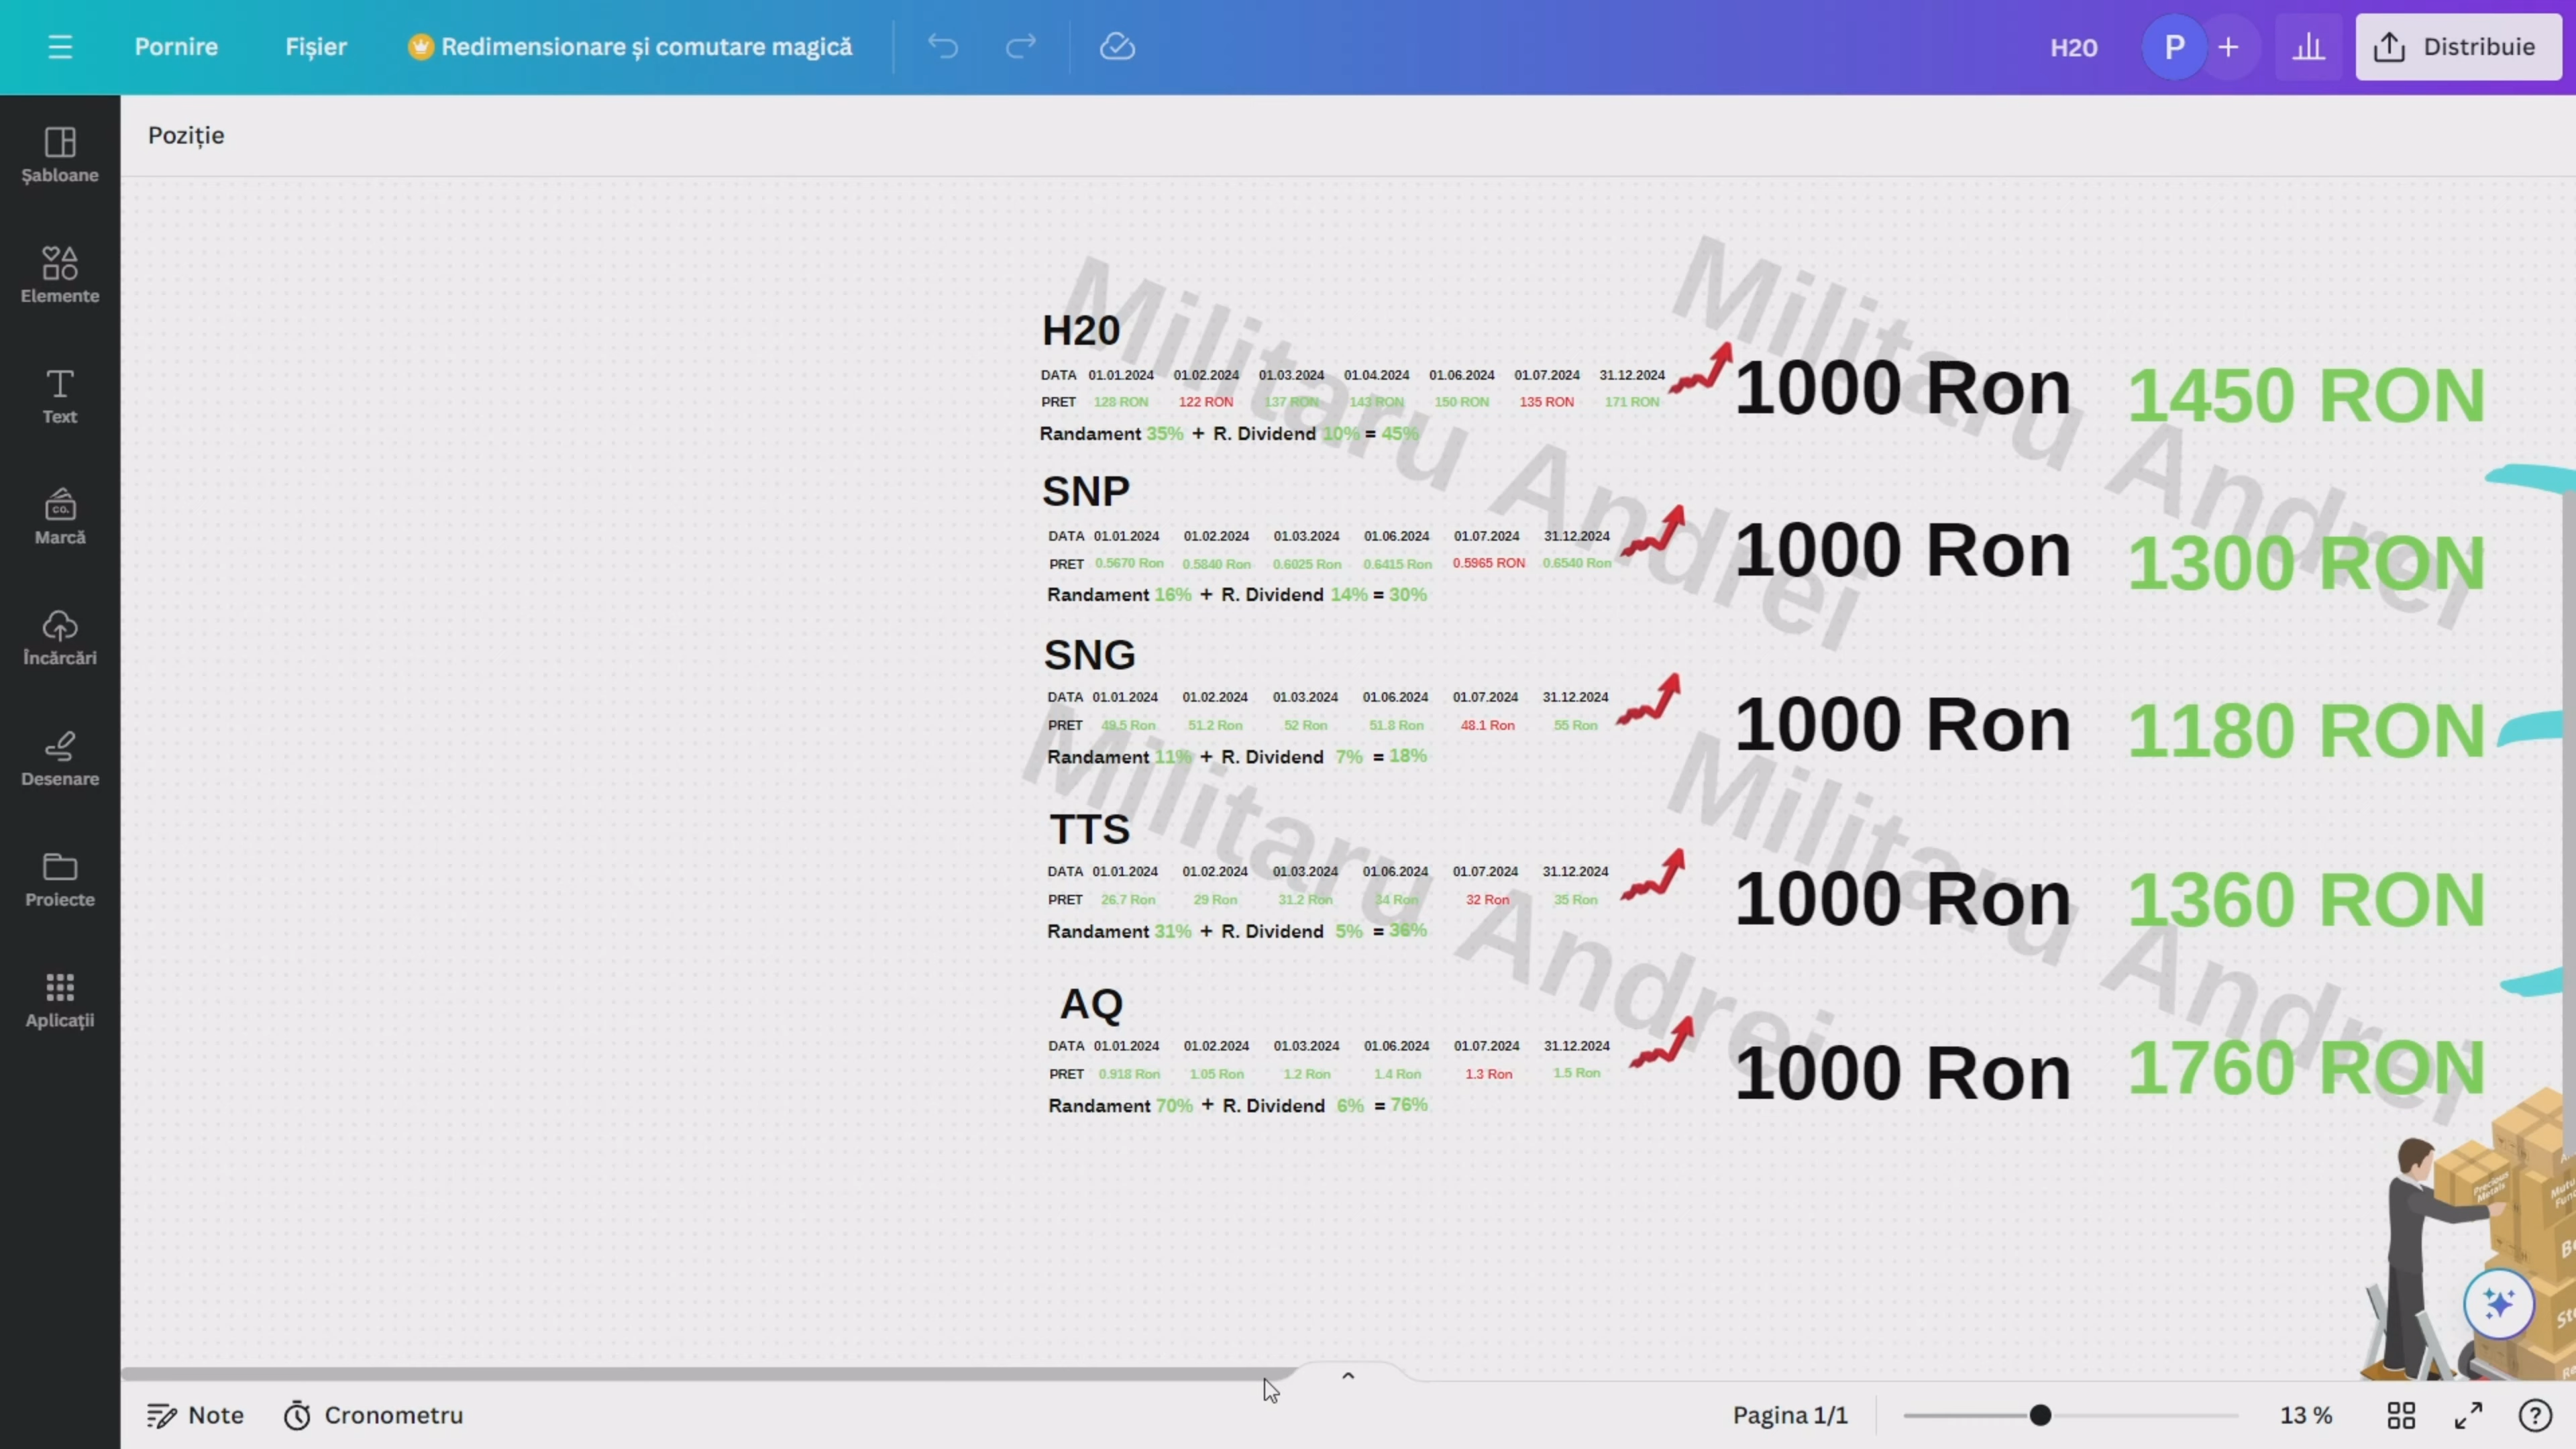 Pornire Fișier Redimensionare și comutare magică H2O P + Distribuie
Poziție
Șabloane
Elemente
Text
CO.
Marcă
Încărcări
Desenare
Proiecte
Aplicații
Militaru Andrei
Militaru Andrei
Militaru Andrei
Militaru Andrei
H20
DATA 01.01.2024 01.02.2024 01.03.2024 01.04.2024 01.06.2024 01.07.2024 31.12.2024
PRET 128 RON 122 RON 137 RON 143 RON 150 RON 135 RON 171 RON
Randament 35% + R. Dividend 10% = 45%
1000 Ron 1450 RON
SNP
DATA 01.01.2024 01.02.2024 01.03.2024 01.06.2024 01.07.2024 31.12.2024
PRET 0.5670 Ron 0.5840 Ron 0.6025 Ron 0.6415 Ron 0.5965 RON 0.6540 Ron
Randament 16% + R. Dividend 14% = 30%
1000 Ron 1300 RON
SNG
DATA 01.01.2024 01.02.2024 01.03.2024 01.06.2024 01.07.2024 31.12.2024
PRET 49.5 Ron 51.2 Ron 52 Ron 51.8 Ron 48.1 Ron 55 Ron
Randament 11% + R. Dividend 7% = 18%
1000 Ron 1180 RON
TTS
DATA 01.01.2024 01.02.2024 01.03.2024 01.06.2024 01.07.2024 31.12.2024
PRET 26.7 Ron 29 Ron 31.2 Ron 34 Ron 32 Ron 35 Ron
Randament 31% + R. Dividend 5% = 36%
1000 Ron 1360 RON
AQ
DATA 01.01.2024 01.02.2024 01.03.2024 01.06.2024 01.07.2024 31.12.2024
PRET 0.918 Ron 1.05 Ron 1.2 Ron 1.4 Ron 1.3 Ron 1.5 Ron
Randament 70% + R. Dividend 6% = 76%
1000 Ron 1760 RON
Precious
Metals
Note Cronometru Pagina 1/1 13 % ?